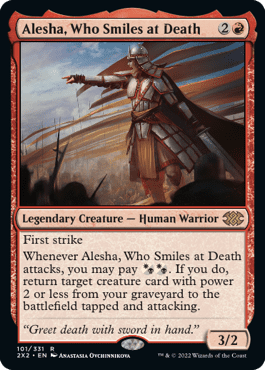 Alesha, Who Smiles at Death 2
Legendary Creature — Human Warrior
First strike
Whenever Alesha, Who Smiles at Death
attacks, you may pay . If you do,
return target creature card with power
2 or less from your graveyard to the
battlefield tapped and attacking.
“Greet death with sword in hand.”
3/2
101/331 R
2X2 • EN Anastasia Ovchinnikova
™ & © 2022 Wizards of the Coast